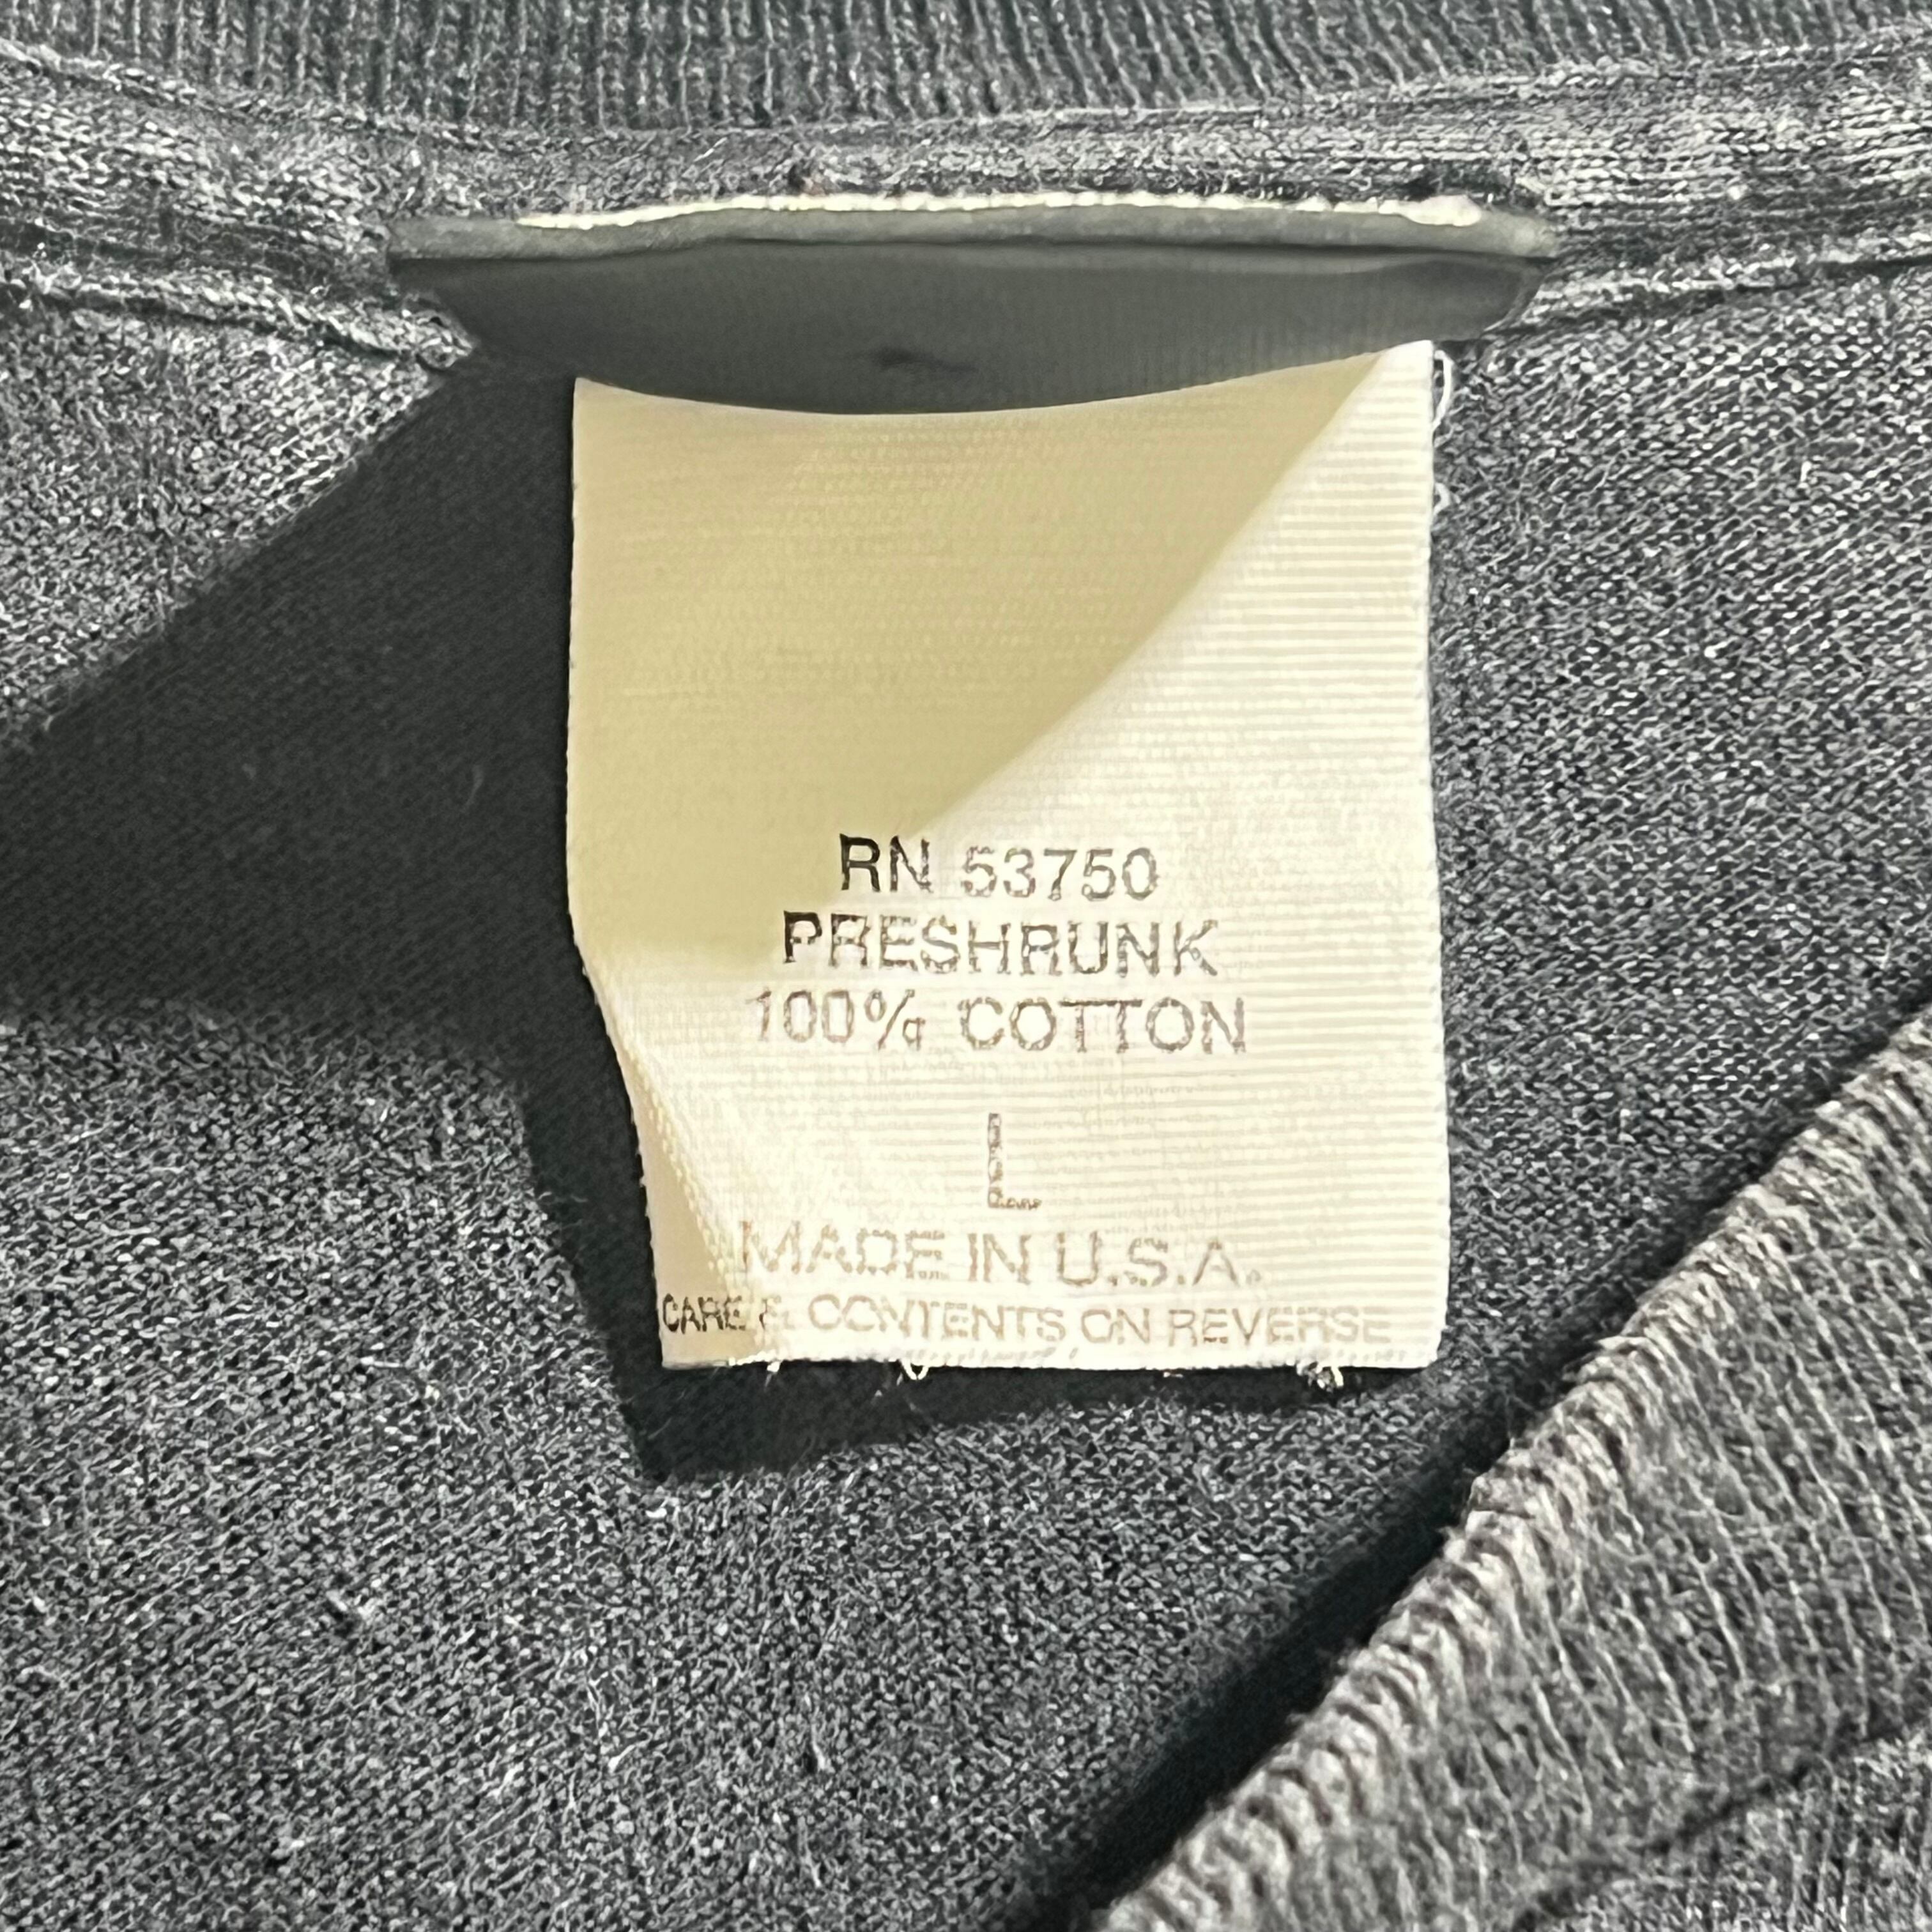 RN 53750
PRESHRUNK
100% COTTON
L
MADE IN U.S.A.
CARE & CONTENTS ON REVERSE